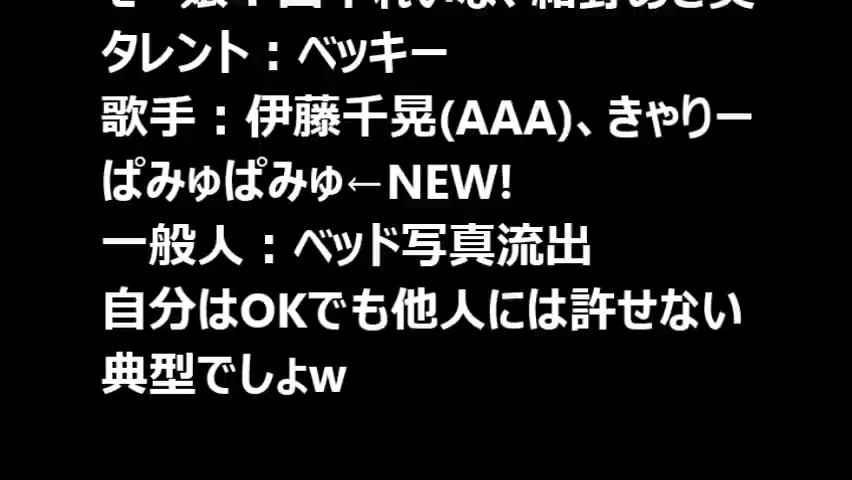 タレント：ベッキー
歌手：伊藤千晃(AAA)、きゃりー
ぱみゅぱみゅ←NEW!
一般人：ベッド写真流出
自分はOKでも他人には許せない
典型でしょw